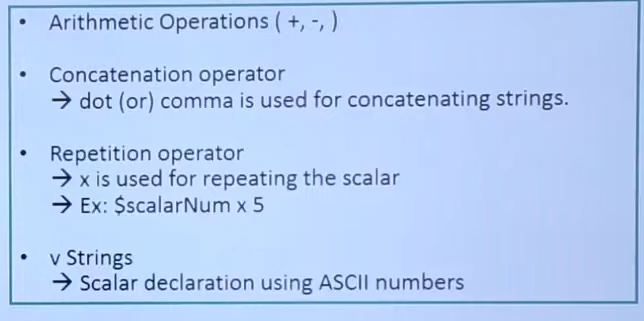 • Arithmetic Operations ( +, -, )
• Concatenation operator
→ dot (or) comma is used for concatenating strings.
• Repetition operator
→ x is used for repeating the scalar
→ Ex: $scalarNum x 5
• v Strings
→ Scalar declaration using ASCII numbers